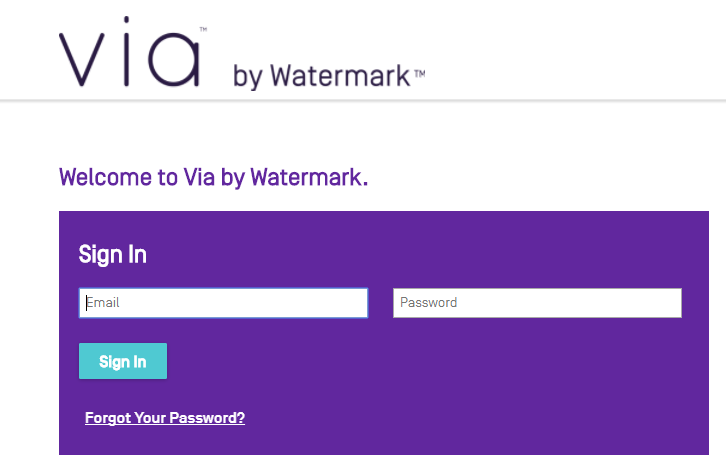 via™ by Watermark™
Welcome to Via by Watermark.
Sign In
Email Password
Sign In
Forgot Your Password?